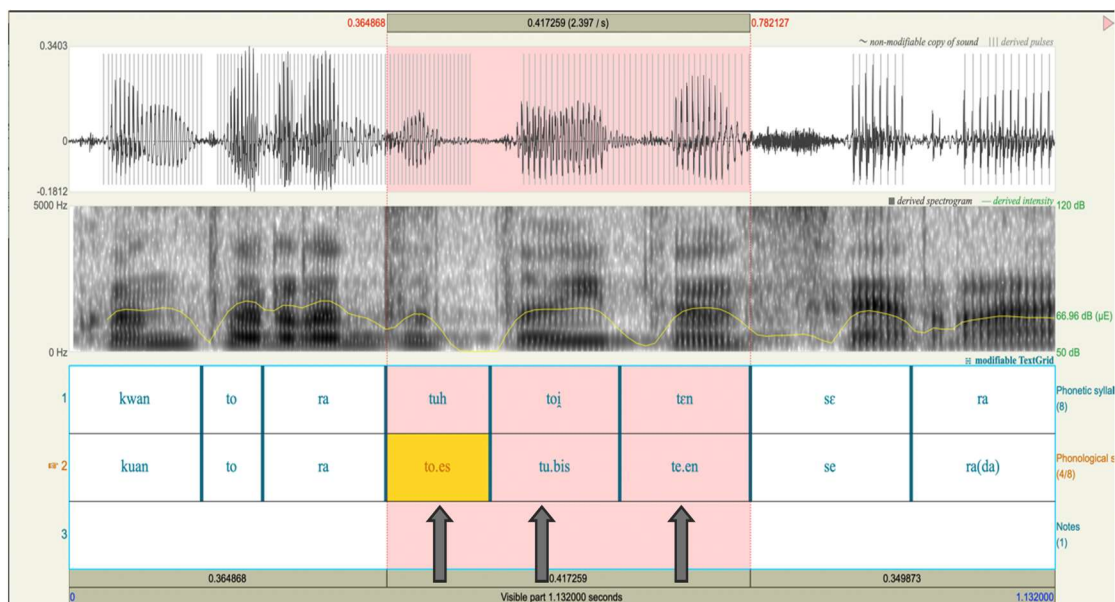 0.364868 0.417259 (2.397 / s) 0.782127
0.3403 ~ non-modifiable copy of sound ||| derived pulses
0
-0.1812
5000 Hz ■ derived spectrogram — derived intensity 120 dB
66.96 dB (µE)
0 Hz 50 dB
modifiable TextGrid
1 kwan to ra tuh toi̯ tɛn sɛ ra Phonetic syllal
(8)
2 kuan to ra to.es tu.bis te.en se ra(da) Phonological s
(4/8)
3 Notes
(1)
0.364868 0.417259 0.349873
0 Visible part 1.132000 seconds 1.132000